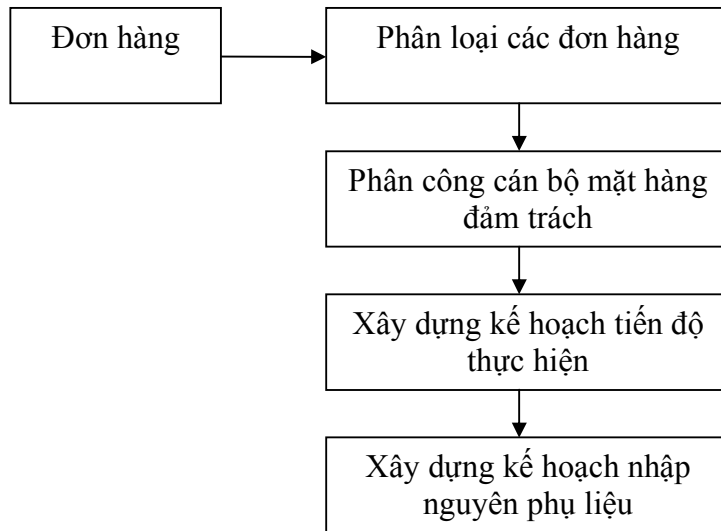 Đơn hàng
Phân loại các đơn hàng
Phân công cán bộ mặt hàng
đảm trách
Xây dựng kế hoạch tiến độ
thực hiện
Xây dựng kế hoạch nhập
nguyên phụ liệu